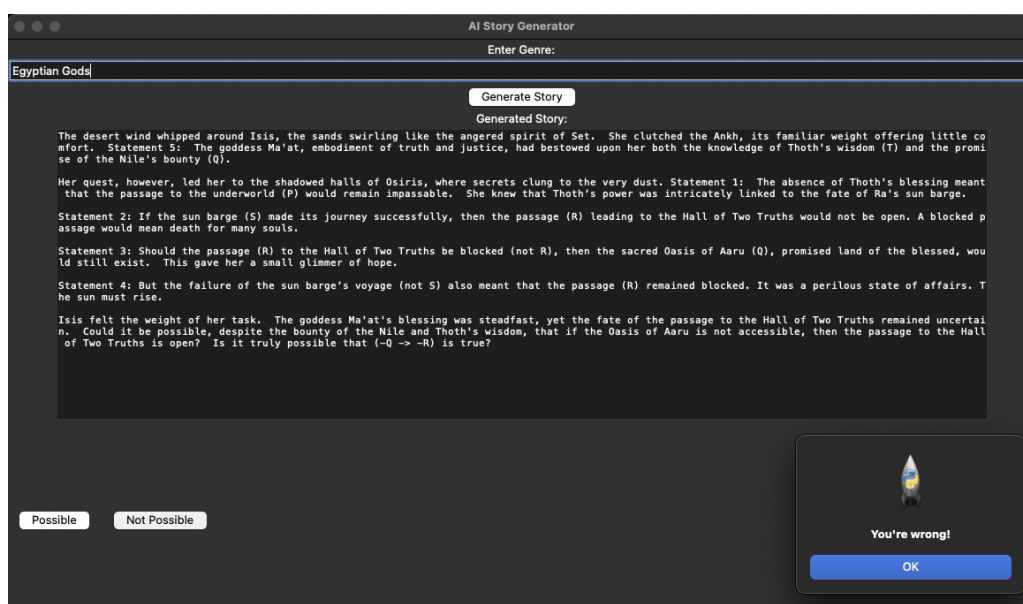 AI Story Generator
Enter Genre:
Egyptian Gods
Generate Story
Generated Story:
The desert wind whipped around Isis, the sands swirling like the angered spirit of Set.  She clutched the Ankh, its familiar weight offering little co
mfort.  Statement 5:  The goddess Ma'at, embodiment of truth and justice, had bestowed upon her both the knowledge of Thoth's wisdom (T) and the promi
se of the Nile's bounty (Q).
Her quest, however, led her to the shadowed halls of Osiris, where secrets clung to the very dust. Statement 1:  The absence of Thoth's blessing meant
 that the passage to the underworld (P) would remain impassable.  She knew that Thoth’s power was intricately linked to the fate of Ra's sun barge.
Statement 2: If the sun barge (S) made its journey successfully, then the passage (R) leading to the Hall of Two Truths would not be open. A blocked p
assage would mean death for many souls.
Statement 3: Should the passage (R) to the Hall of Two Truths be blocked (not R), then the sacred Oasis of Aaru (Q), promised land of the blessed, wou
ld still exist.  This gave her a small glimmer of hope.
Statement 4: But the failure of the sun barge’s voyage (not S) also meant that the passage (R) remained blocked. It was a perilous state of affairs. T
he sun must rise.
Isis felt the weight of her task.  The goddess Ma'at's blessing was steadfast, yet the fate of the passage to the Hall of Two Truths remained uncertai
n.  Could it be possible, despite the bounty of the Nile and Thoth's wisdom, that if the Oasis of Aaru is not accessible, then the passage to the Hall
 of Two Truths is open?  Is it truly possible that (¬Q -> ¬R) is true?
Possible
Not Possible
You're wrong!
OK